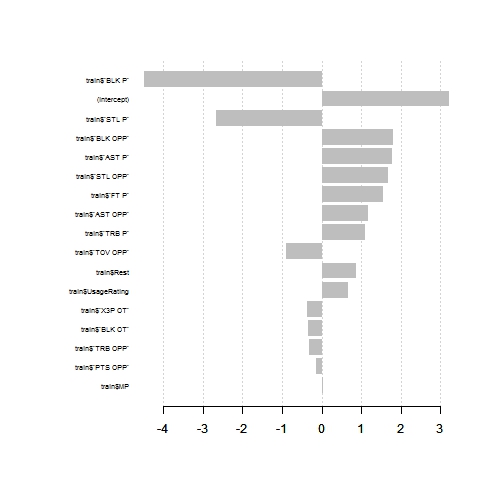 train$`BLK P`
(Intercept)
train$`STL P`
train$`BLK OPP`
train$`AST P`
train$`STL OPP`
train$`FT P`
train$`AST OPP`
train$`TRB P`
train$`TOV OPP`
train$Rest
train$UsageRating
train$`X3P OT`
train$`BLK OT`
train$`TRB OPP`
train$`PTS OPP`
train$MP
-4 -3 -2 -1 0 1 2 3